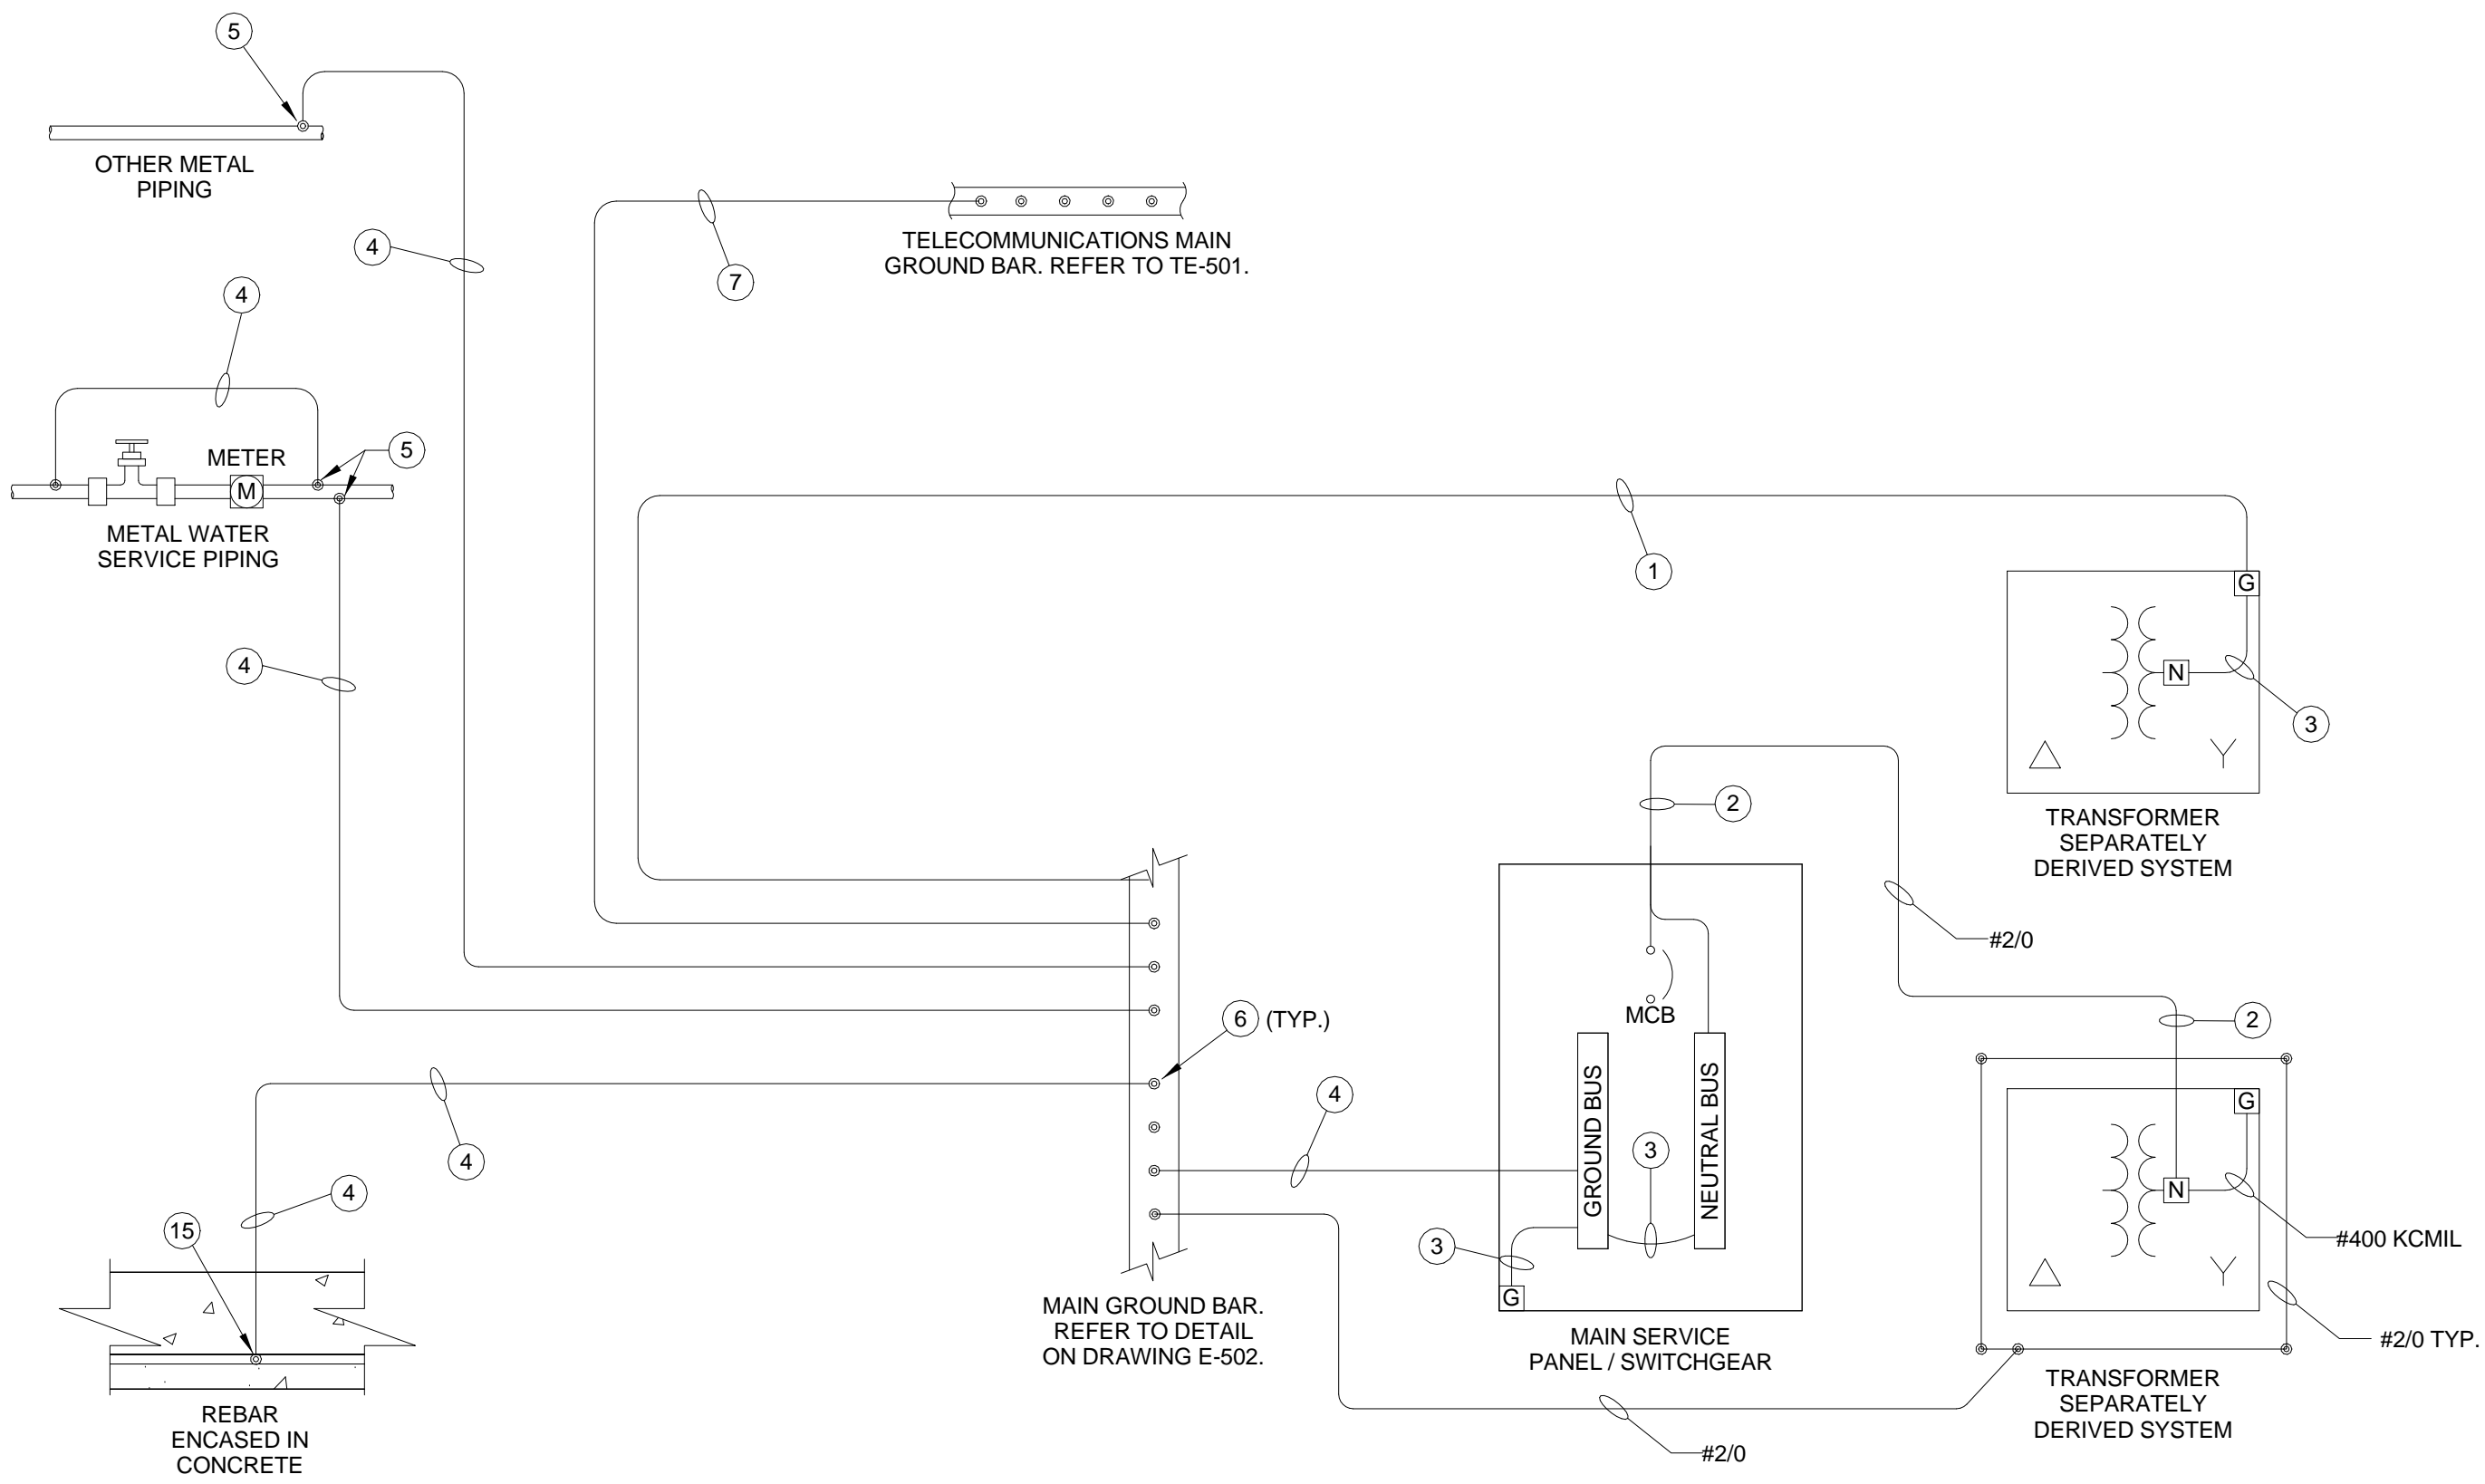 5
OTHER METAL
PIPING
4
7
TELECOMMUNICATIONS MAIN
GROUND BAR. REFER TO TE-501.
4
METER
5
M
METAL WATER
SERVICE PIPING
4
1
G
N
3
TRANSFORMER
SEPARATELY
DERIVED SYSTEM
2
#2/0
MCB
6 (TYP.)
2
4
4
15
4
GROUND BUS
NEUTRAL BUS
3
3
G
G
N
#400 KCMIL
#2/0 TYP.
MAIN GROUND BAR.
REFER TO DETAIL
ON DRAWING E-502.
MAIN SERVICE
PANEL / SWITCHGEAR
TRANSFORMER
SEPARATELY
DERIVED SYSTEM
REBAR
ENCASED IN
CONCRETE
#2/0